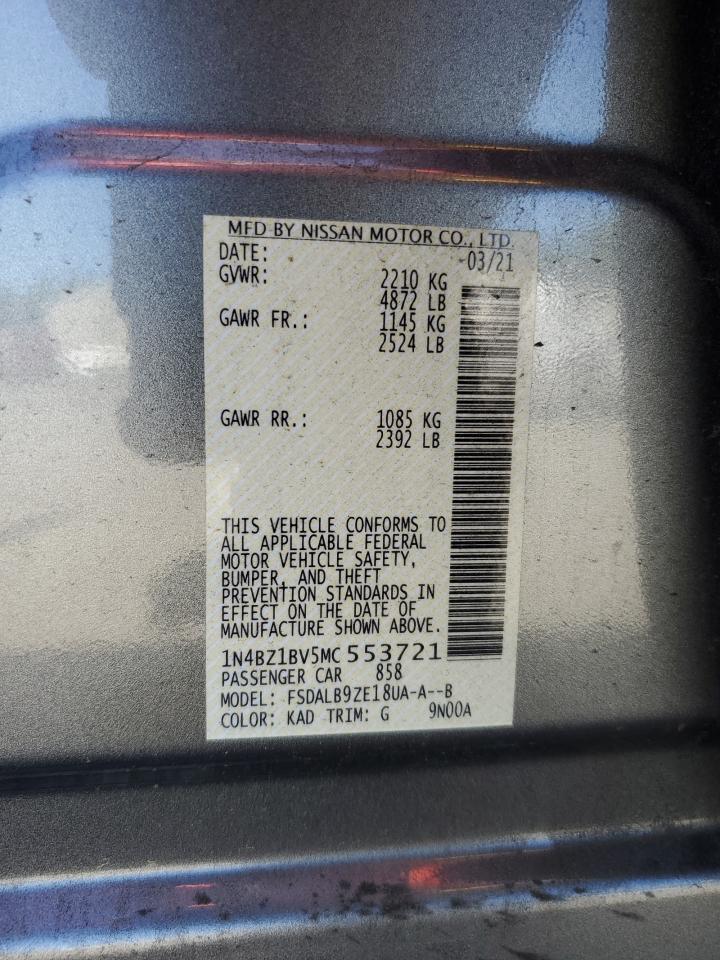 MFD BY NISSAN MOTOR CO., LTD.
DATE: 03/21
GVWR: 2210 KG
4872 LB
GAWR FR.: 1145 KG
2524 LB
GAWR RR.: 1085 KG
2392 LB
THIS VEHICLE CONFORMS TO
ALL APPLICABLE FEDERAL
MOTOR VEHICLE SAFETY,
BUMPER, AND THEFT
PREVENTION STANDARDS IN
EFFECT ON THE DATE OF
MANUFACTURE SHOWN ABOVE.
1N4BZ1BV5MC 553721
PASSENGER CAR 858
MODEL: FSDALB9ZE18UA-A--B
COLOR: KAD TRIM: G 9N00A